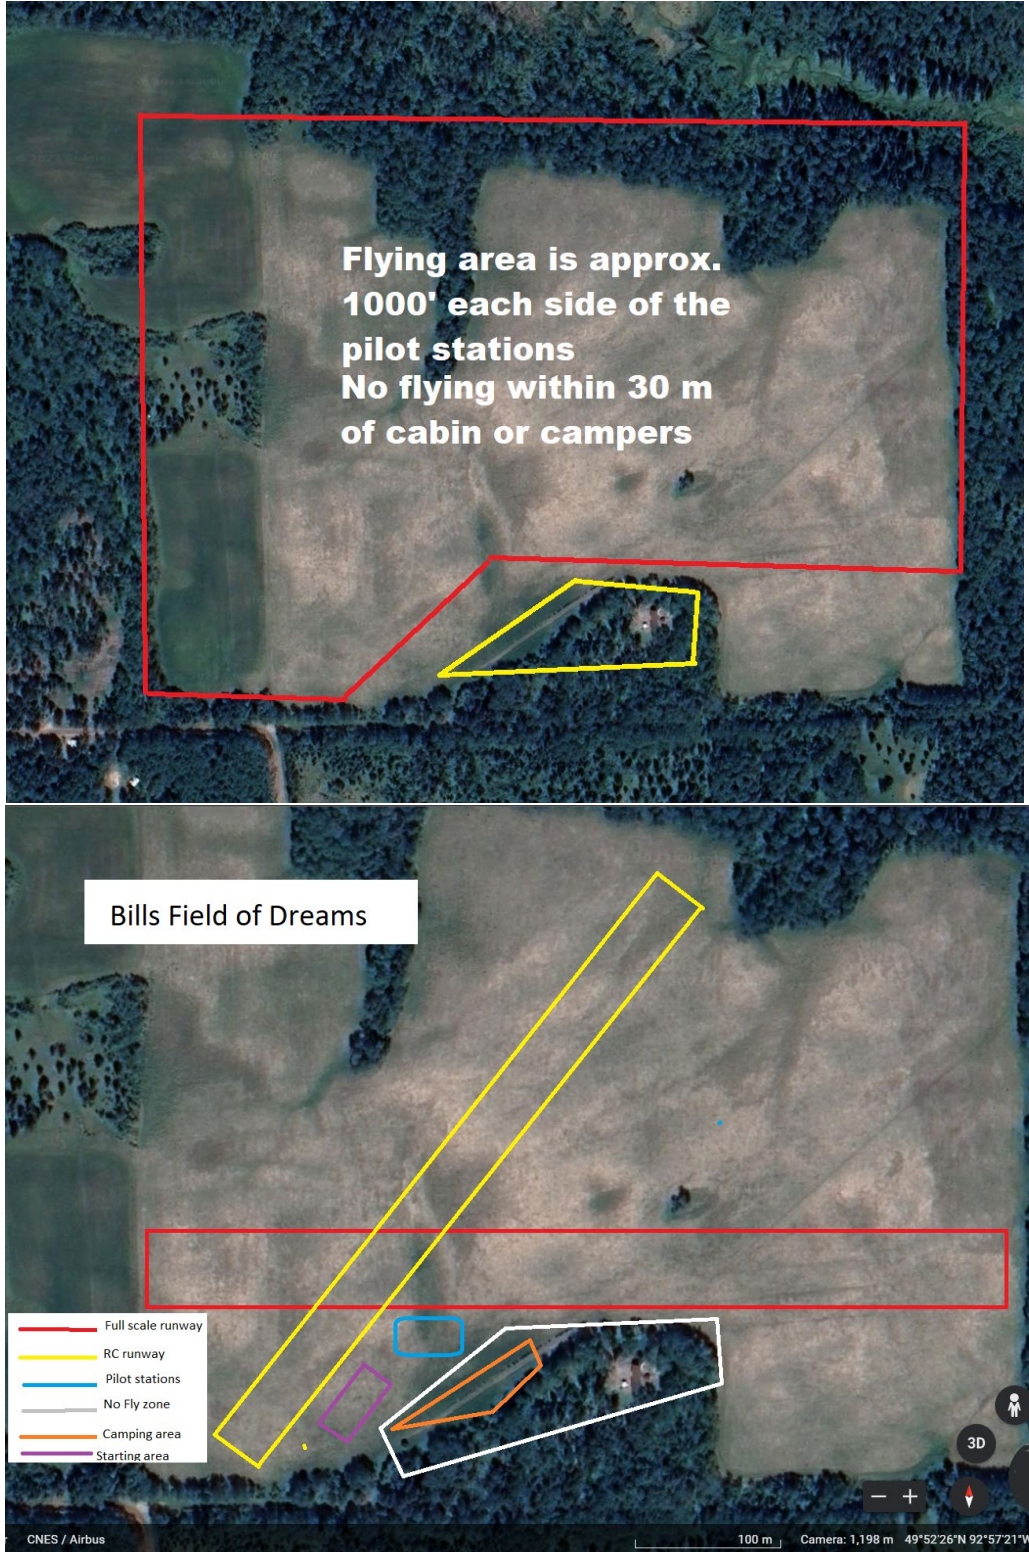 Flying area is approx.
1000' each side of the
pilot stations
No flying within 30 m
of cabin or campers
Bills Field of Dreams
Full scale runway
RC runway
Pilot stations
No Fly zone
Camping area
Starting area
3D
CNES / Airbus
100 m
Camera: 1,198 m
49°52'26"N 92°57'21"W